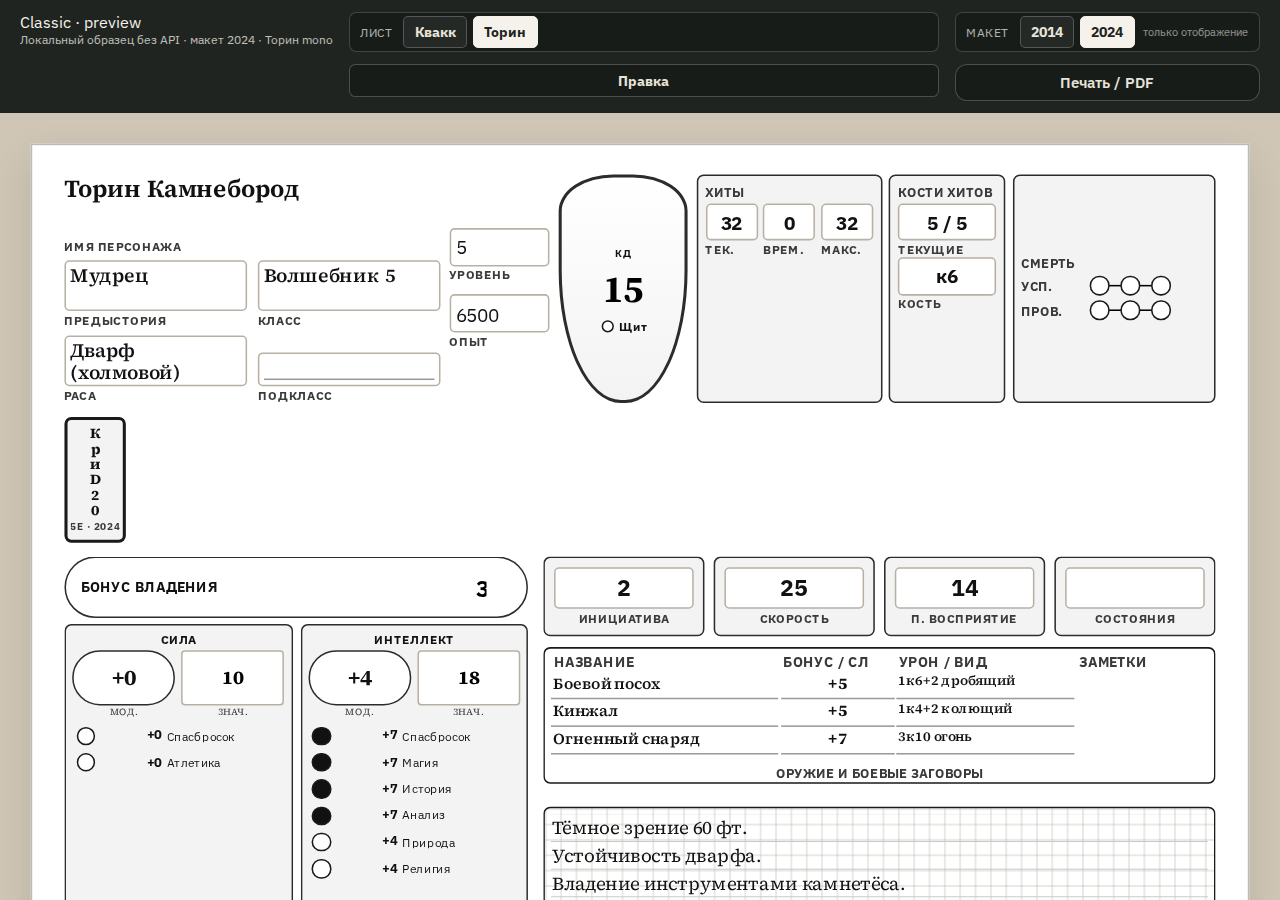 Classic · preview
Локальный образец без API · макет 2024 · Торин mono
ЛИСТ Квакк Торин
МАКЕТ 2014 2024 только отображение
Правка
Печать / PDF
Торин Камнебород
ИМЯ ПЕРСОНАЖА
Мудрец
ПРЕДЫСТОРИЯ
Волшебник 5
КЛАСС
Дварф
(холмовой)
РАСА
ПОДКЛАСС
5
УРОВЕНЬ
6500
ОПЫТ
КД
15
Щит
ХИТЫ
32 0 32
ТЕК. ВРЕМ. МАКС.
КОСТИ ХИТОВ
5 / 5
ТЕКУЩИЕ
к6
КОСТЬ
СМЕРТЬ
УСП.
ПРОВ.
К
р
и
D
2
0
5E · 2024
БОНУС ВЛАДЕНИЯ 3
2
ИНИЦИАТИВА
25
СКОРОСТЬ
14
П. ВОСПРИЯТИЕ
СОСТОЯНИЯ
СИЛА
+0 10
МОД. ЗНАЧ.
+0 Спасбросок
+0 Атлетика
ИНТЕЛЛЕКТ
+4 18
МОД. ЗНАЧ.
+7 Спасбросок
+7 Магия
+7 История
+7 Анализ
+4 Природа
+4 Религия
НАЗВАНИЕ БОНУС / СЛ УРОН / ВИД ЗАМЕТКИ
Боевой посох +5 1к6+2 дробящий
Кинжал +5 1к4+2 колющий
Огненный снаряд +7 3к10 огонь
ОРУЖИЕ И БОЕВЫЕ ЗАГОВОРЫ
Тёмное зрение 60 фт.
Устойчивость дварфа.
Владение инструментами камнетёса.